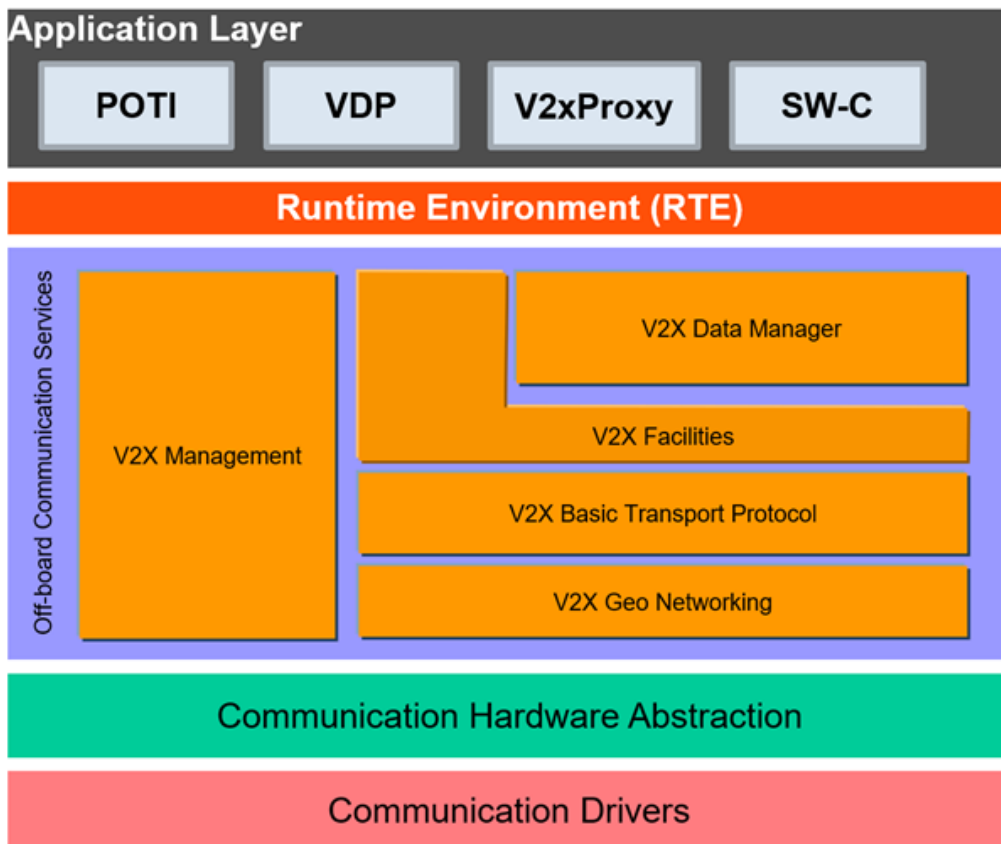 Application Layer
POTI
VDP
V2xProxy
SW-C
Runtime Environment (RTE)
Off-board Communication Services
V2X Management
V2X Data Manager
V2X Facilities
V2X Basic Transport Protocol
V2X Geo Networking
Communication Hardware Abstraction
Communication Drivers